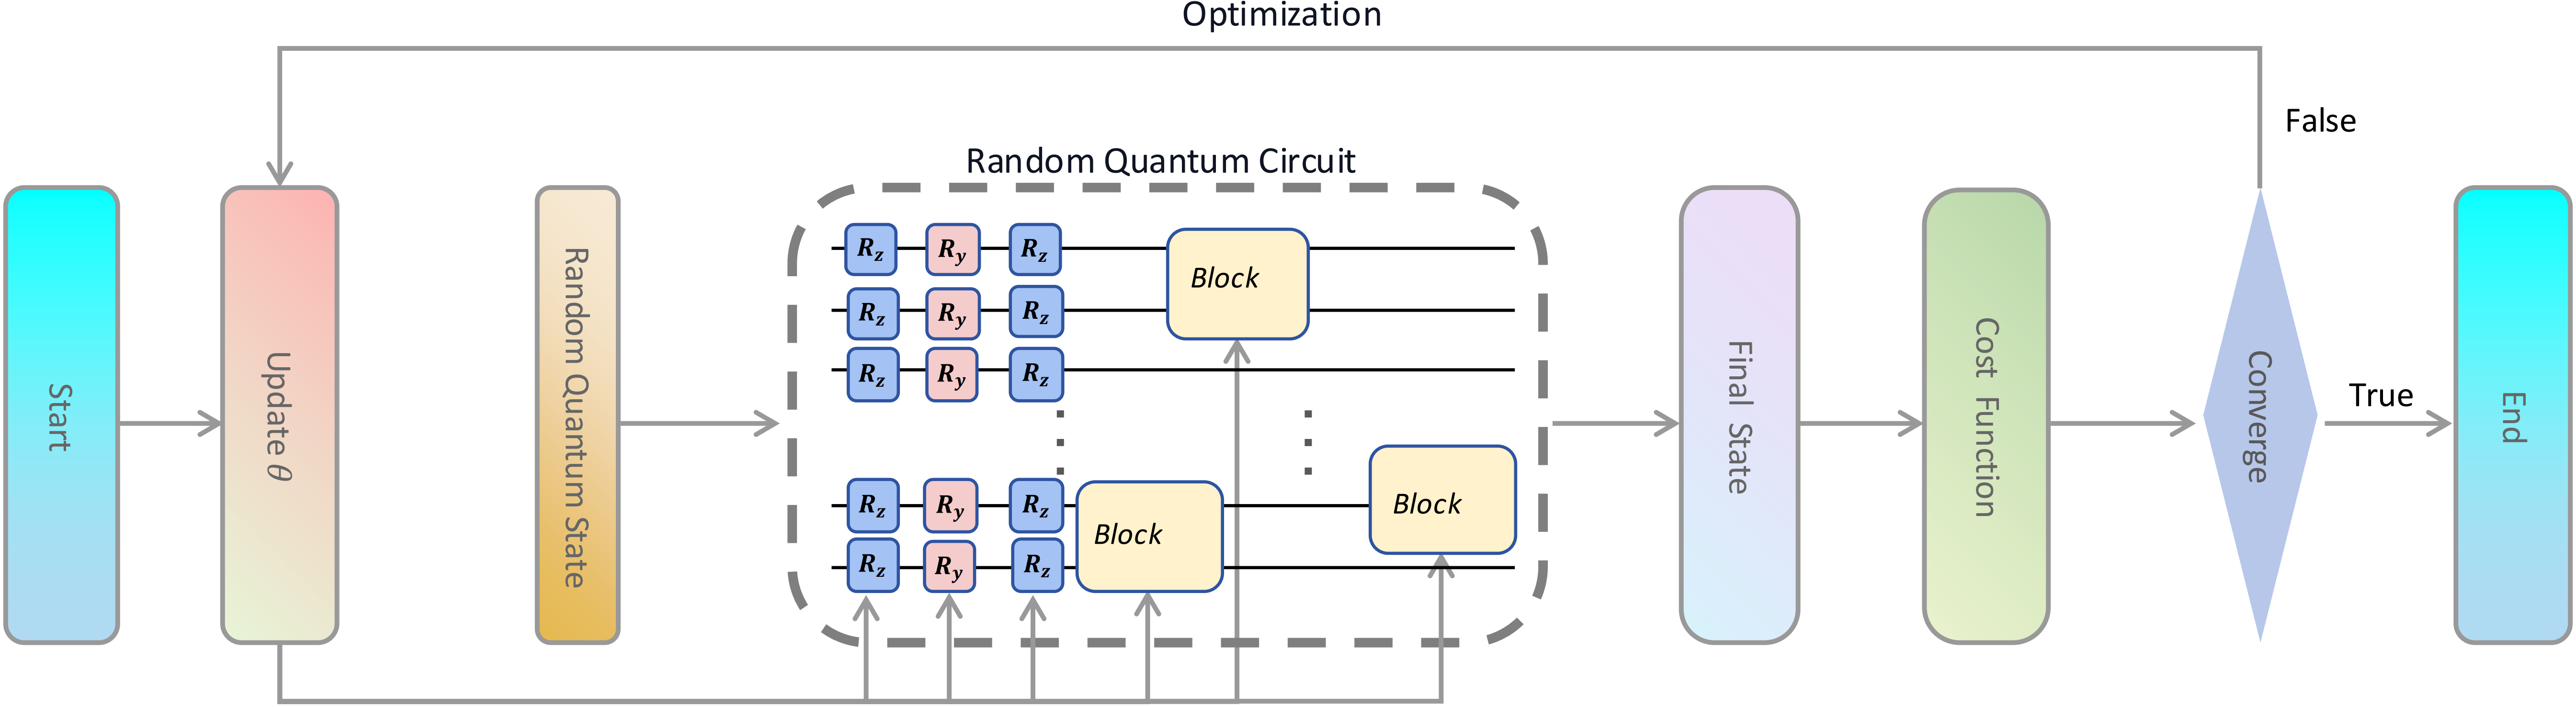 Optimization
False
Random Quantum Circuit
Start
Update θ
Random Quantum State
R_z R_y R_z
Block
R_z R_y R_z
R_z R_y R_z
R_z R_y R_z
Block
Block
R_z R_y R_z
Final State
Cost Function
Converge
True
End